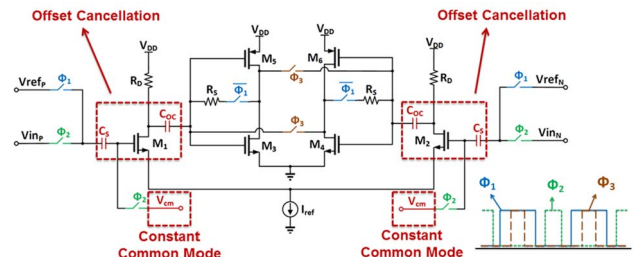 Offset Cancellation
Offset Cancellation
VDD
VDD
VDD
VDD
VrefP
Φ1
RD
M5
M6
Φ3
RD
Φ1
VrefN
RS
Φ1
Φ1
RS
VinP
Φ2
CS
COC
M1
Φ3
COC
M2
CS
Φ2
VinN
M3
M4
Φ2
Vcm
Iref
Vcm
Φ2
Φ1
Φ2
Φ3
Constant
Common Mode
Constant
Common Mode